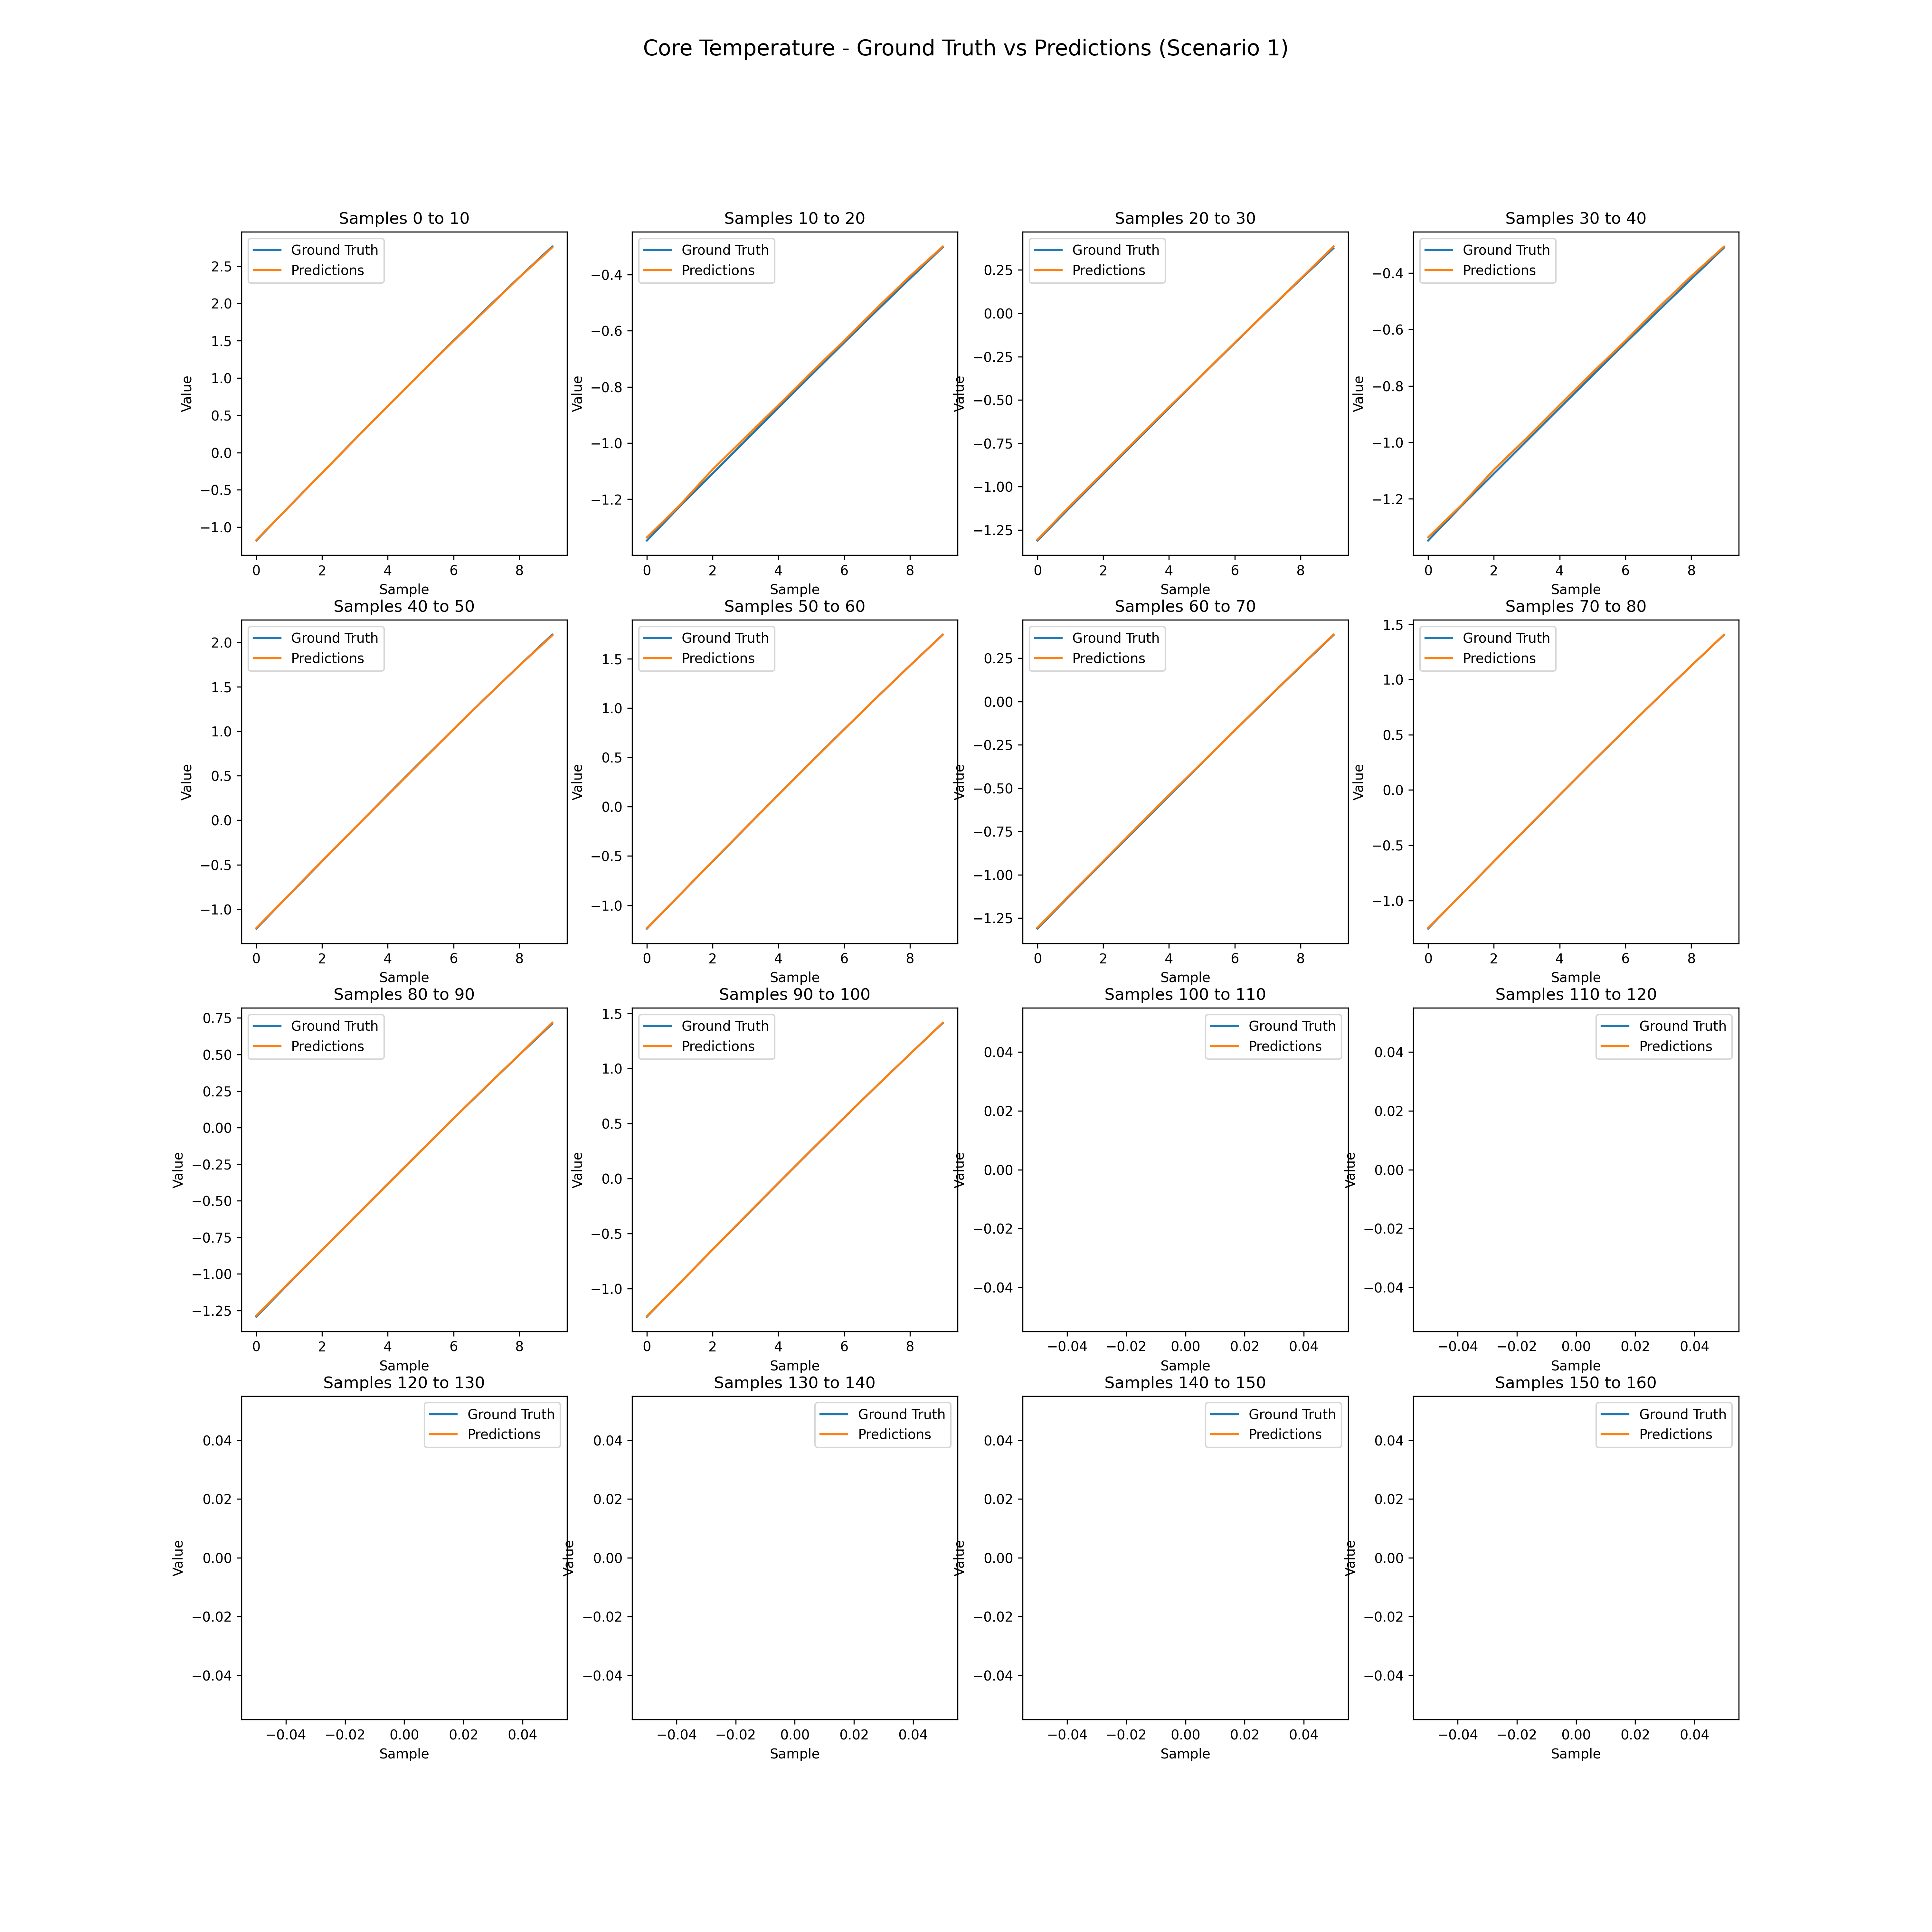 Core Temperature - Ground Truth vs Predictions (Scenario 1)
Samples 0 to 10
Ground Truth
Predictions
2.5
2.0
1.5
1.0
0.5
0.0
−0.5
−1.0
Value
0 2 4 6 8
Sample
Samples 10 to 20
Ground Truth
Predictions
−0.4
−0.6
−0.8
−1.0
−1.2
Value
0 2 4 6 8
Sample
Samples 20 to 30
Ground Truth
Predictions
0.25
0.00
−0.25
−0.50
−0.75
−1.00
−1.25
Value
0 2 4 6 8
Sample
Samples 30 to 40
Ground Truth
Predictions
−0.4
−0.6
−0.8
−1.0
−1.2
Value
0 2 4 6 8
Sample
Samples 40 to 50
Ground Truth
Predictions
2.0
1.5
1.0
0.5
0.0
−0.5
−1.0
Value
0 2 4 6 8
Sample
Samples 50 to 60
Ground Truth
Predictions
1.5
1.0
0.5
0.0
−0.5
−1.0
Value
0 2 4 6 8
Sample
Samples 60 to 70
Ground Truth
Predictions
0.25
0.00
−0.25
−0.50
−0.75
−1.00
−1.25
Value
0 2 4 6 8
Sample
Samples 70 to 80
Ground Truth
Predictions
1.5
1.0
0.5
0.0
−0.5
−1.0
Value
0 2 4 6 8
Sample
Samples 80 to 90
Ground Truth
Predictions
0.75
0.50
0.25
0.00
−0.25
−0.50
−0.75
−1.00
−1.25
Value
0 2 4 6 8
Sample
Samples 90 to 100
Ground Truth
Predictions
1.5
1.0
0.5
0.0
−0.5
−1.0
Value
0 2 4 6 8
Sample
Samples 100 to 110
Ground Truth
Predictions
0.04
0.02
0.00
−0.02
−0.04
Value
−0.04 −0.02 0.00 0.02 0.04
Sample
Samples 110 to 120
Ground Truth
Predictions
0.04
0.02
0.00
−0.02
−0.04
Value
−0.04 −0.02 0.00 0.02 0.04
Sample
Samples 120 to 130
Ground Truth
Predictions
0.04
0.02
0.00
−0.02
−0.04
Value
−0.04 −0.02 0.00 0.02 0.04
Sample
Samples 130 to 140
Ground Truth
Predictions
0.04
0.02
0.00
−0.02
−0.04
Value
−0.04 −0.02 0.00 0.02 0.04
Sample
Samples 140 to 150
Ground Truth
Predictions
0.04
0.02
0.00
−0.02
−0.04
Value
−0.04 −0.02 0.00 0.02 0.04
Sample
Samples 150 to 160
Ground Truth
Predictions
0.04
0.02
0.00
−0.02
−0.04
Value
−0.04 −0.02 0.00 0.02 0.04
Sample